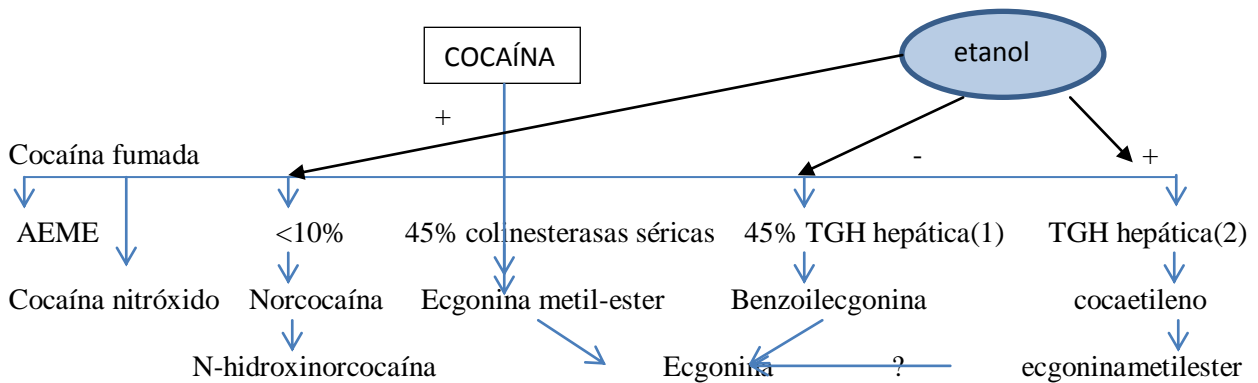 COCAÍNA etanol
+
Cocaína fumada - +
AEME <10% 45% colinesterasas séricas 45% TGH hepática(1) TGH hepática(2)
Cocaína nitróxido Norcocaína Ecgonina metil-ester Benzoilecgonina cocaetileno
N-hidroxinorcocaína Ecgonina ? ecgoninametilester